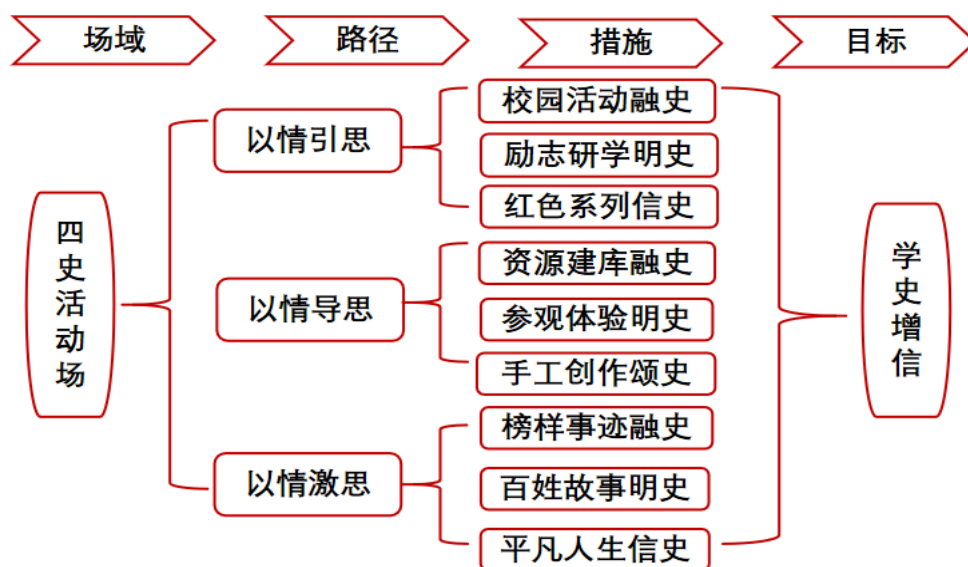 场域
路径
措施
目标
四史活动场
以情引思
校园活动融史
励志研学明史
红色系列信史
以情导思
资源建库融史
参观体验明史
手工创作颂史
以情激思
榜样事迹融史
百姓故事明史
平凡人生信史
学史增信